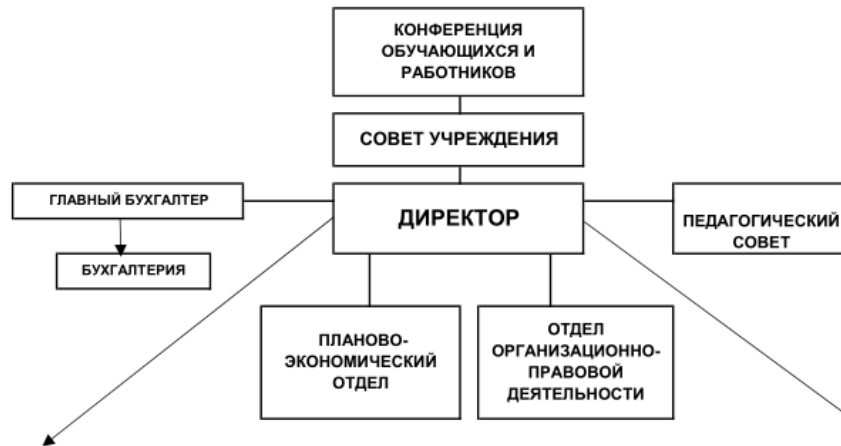 КОНФЕРЕНЦИЯ
ОБУЧАЮЩИХСЯ И
РАБОТНИКОВ
СОВЕТ УЧРЕЖДЕНИЯ
ГЛАВНЫЙ БУХГАЛТЕР
ДИРЕКТОР
ПЕДАГОГИЧЕСКИЙ
СОВЕТ
БУХГАЛТЕРИЯ
ПЛАНОВО-
ЭКОНОМИЧЕСКИЙ
ОТДЕЛ
ОТДЕЛ
ОРГАНИЗАЦИОННО-
ПРАВОВОЙ
ДЕЯТЕЛЬНОСТИ